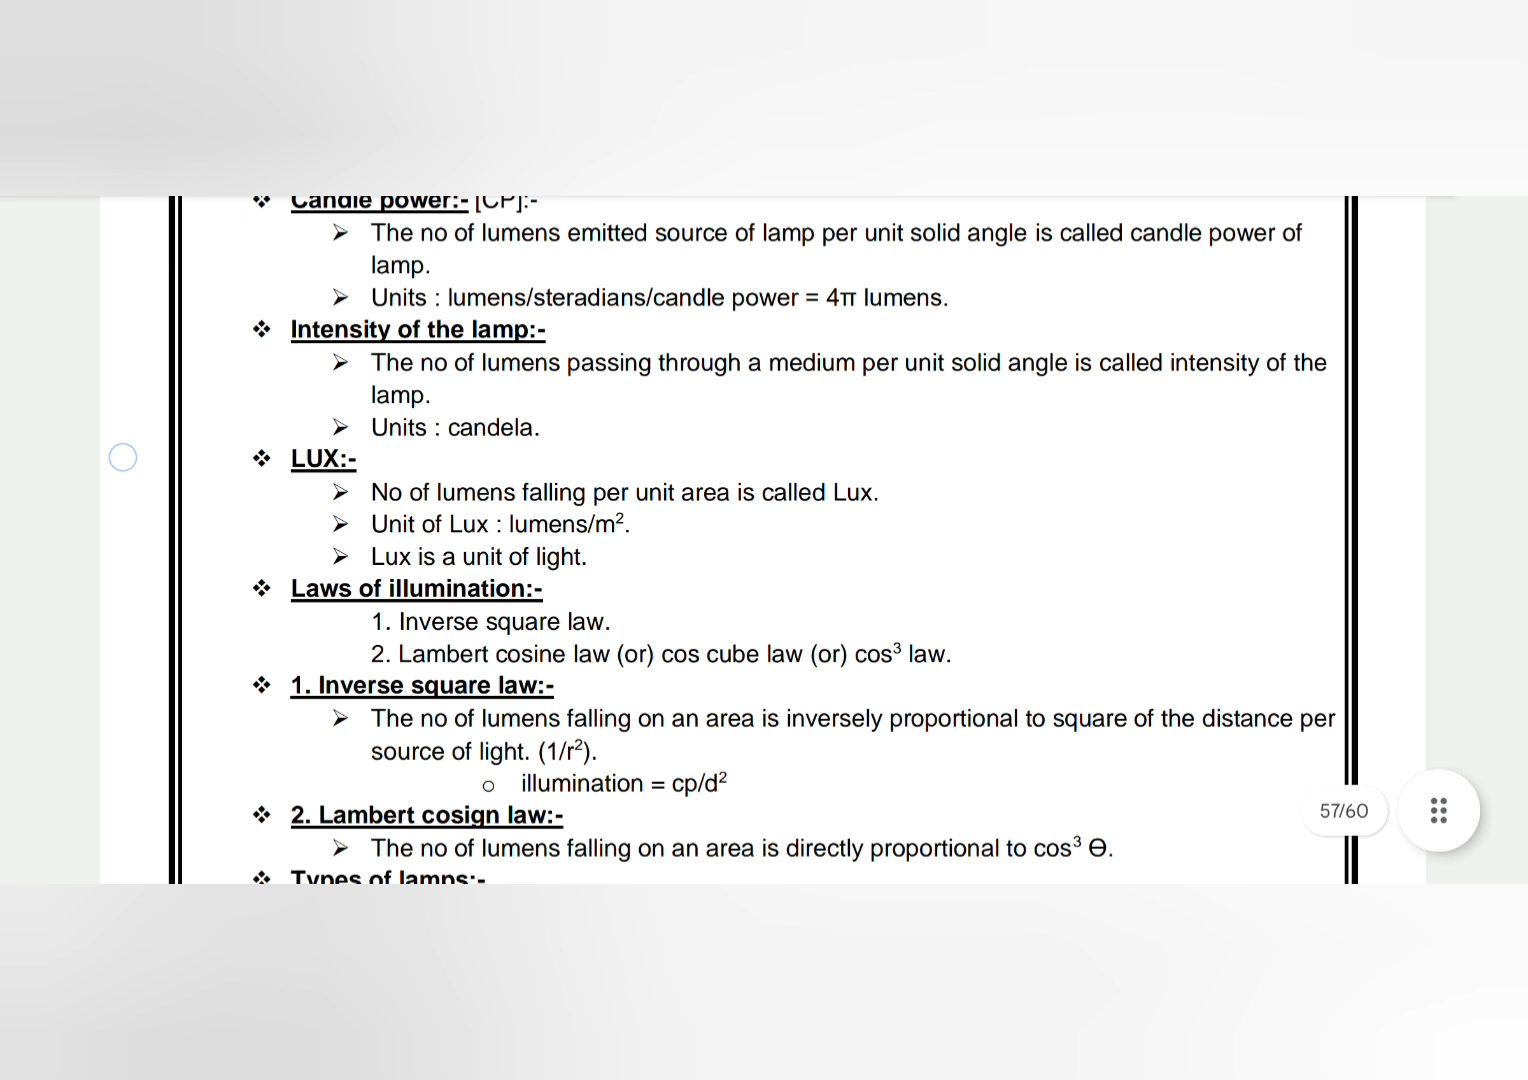 ❖ Candle power:- [CP]:-
➢ The no of lumens emitted source of lamp per unit solid angle is called candle power of
lamp.
➢ Units : lumens/steradians/candle power = 4π lumens.
❖ Intensity of the lamp:-
➢ The no of lumens passing through a medium per unit solid angle is called intensity of the
lamp.
➢ Units : candela.
❖ LUX:-
➢ No of lumens falling per unit area is called Lux.
➢ Unit of Lux : lumens/m².
➢ Lux is a unit of light.
❖ Laws of illumination:-
1. Inverse square law.
2. Lambert cosine law (or) cos cube law (or) cos³ law.
❖ 1. Inverse square law:-
➢ The no of lumens falling on an area is inversely proportional to square of the distance per
source of light. (1/r²).
o illumination = cp/d²
❖ 2. Lambert cosign law:-
57/60
➢ The no of lumens falling on an area is directly proportional to cos³ Ө.
❖ Types of lamps:-